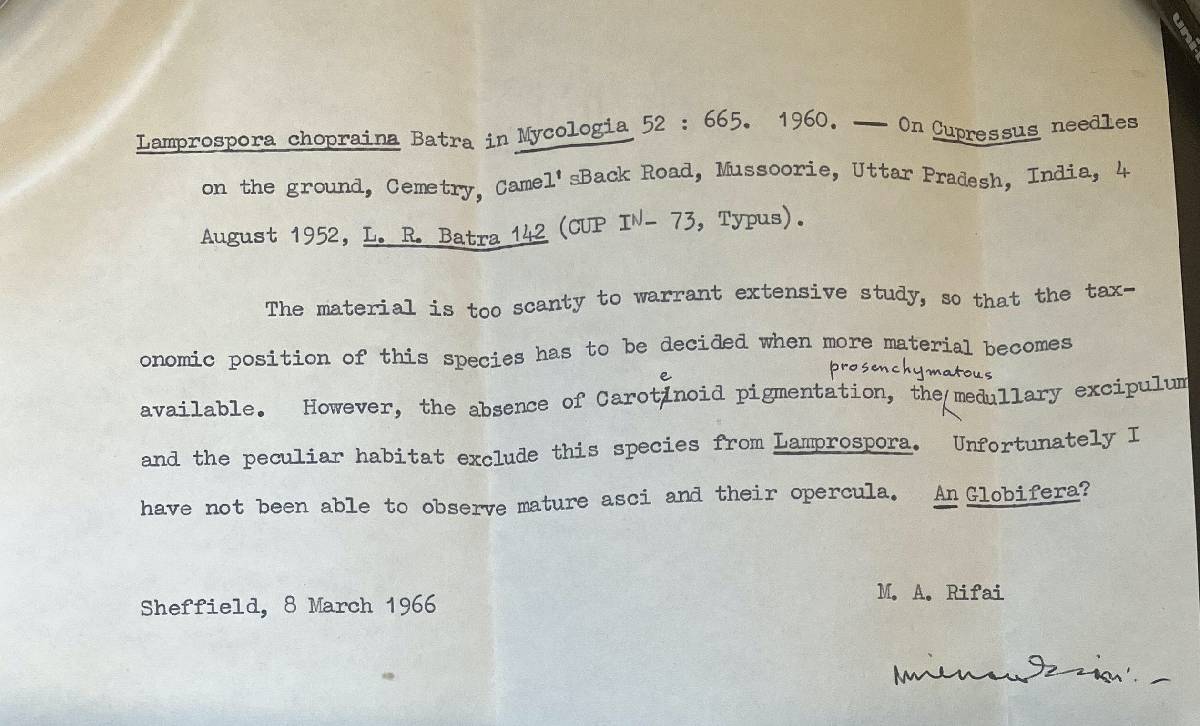 Lamprospora chopraina Batra in Mycologia 52 : 665. 1960. — On Cupressus needles
on the ground, Cemetry, Camel'sBack Road, Mussoorie, Uttar Pradesh, India, 4
August 1952, L. R. Batra 142 (CUP IN- 73, Typus).
The material is too scanty to warrant extensive study, so that the tax-
onomic position of this species has to be decided when more material becomes
available. However, the absence of Carotenoid pigmentation, the prosenchymatous medullary excipulum
and the peculiar habitat exclude this species from Lamprospora. Unfortunately I
have not been able to observe mature asci and their opercula. An Globifera?
Sheffield, 8 March 1966
M. A. Rifai